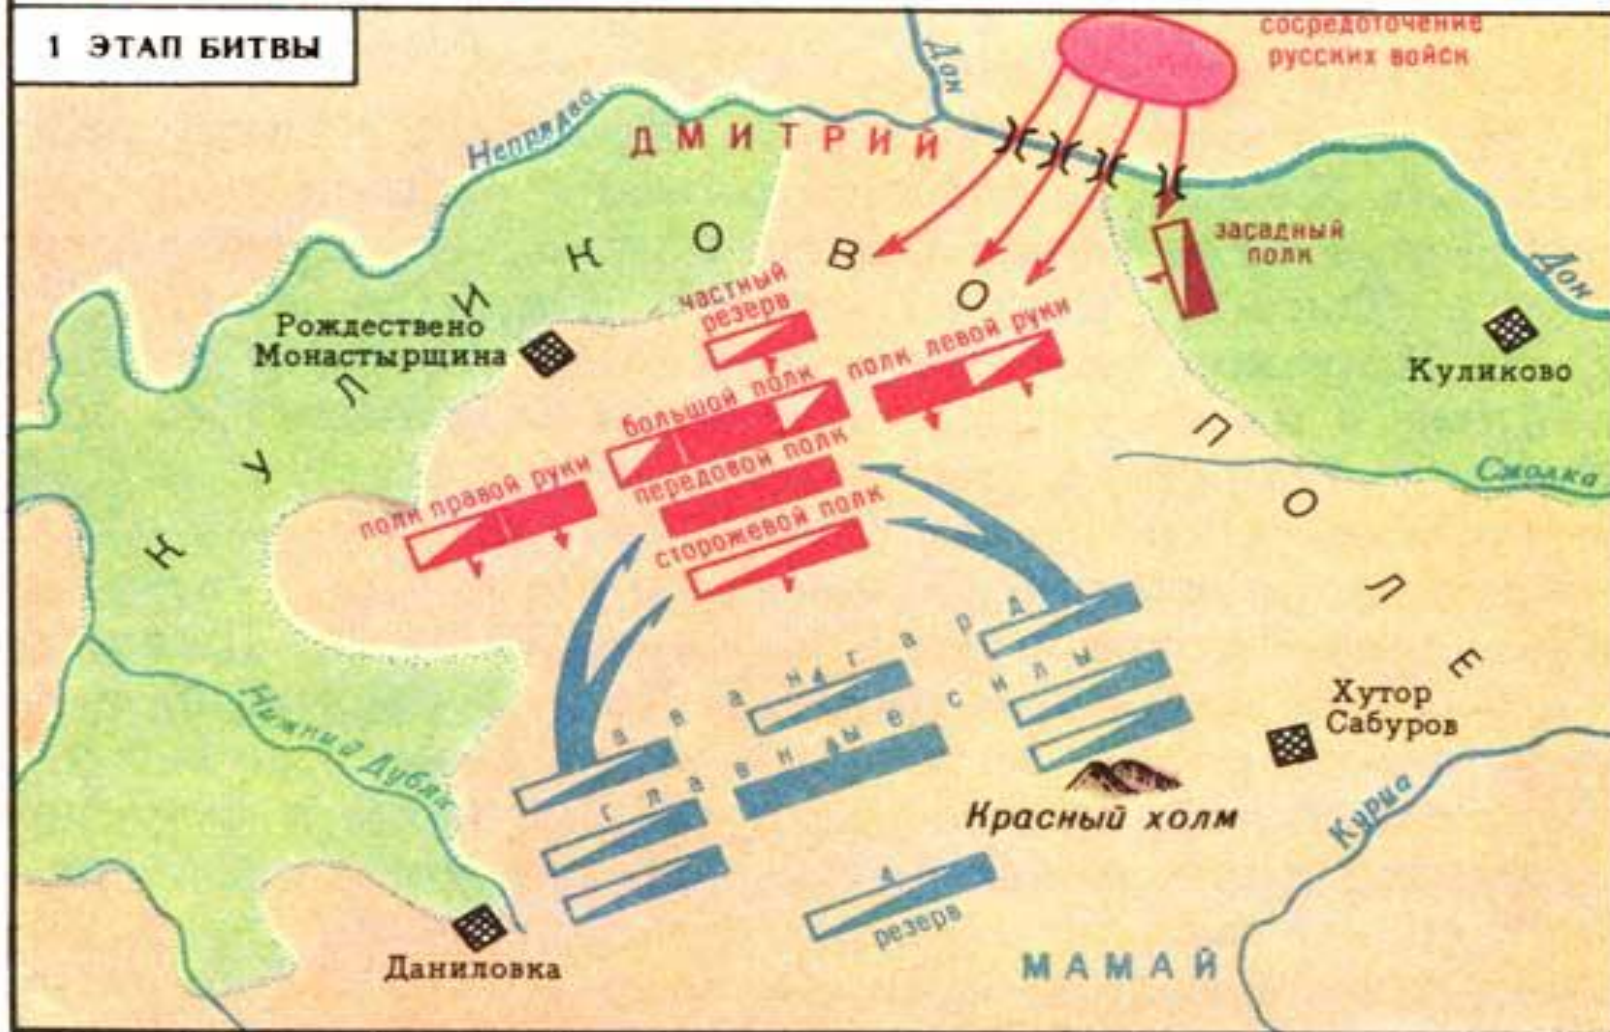 1 ЭТАП БИТВЫ
сосредоточение
русских войск
Дон
Непрядва
ДМИТРИЙ
КУЛИКОВО ПОЛЕ
засадный
полк
Дон
частный
резерв
Рождествено
Монастырщина
полк левой руки
Куликово
большой полк
передовой полк
полк правой руки
сторожевой полк
Смолка
авангард
главные силы
Нижний Дубяк
Хутор
Сабуров
Красный холм
Курца
резерв
Даниловка
МАМАЙ